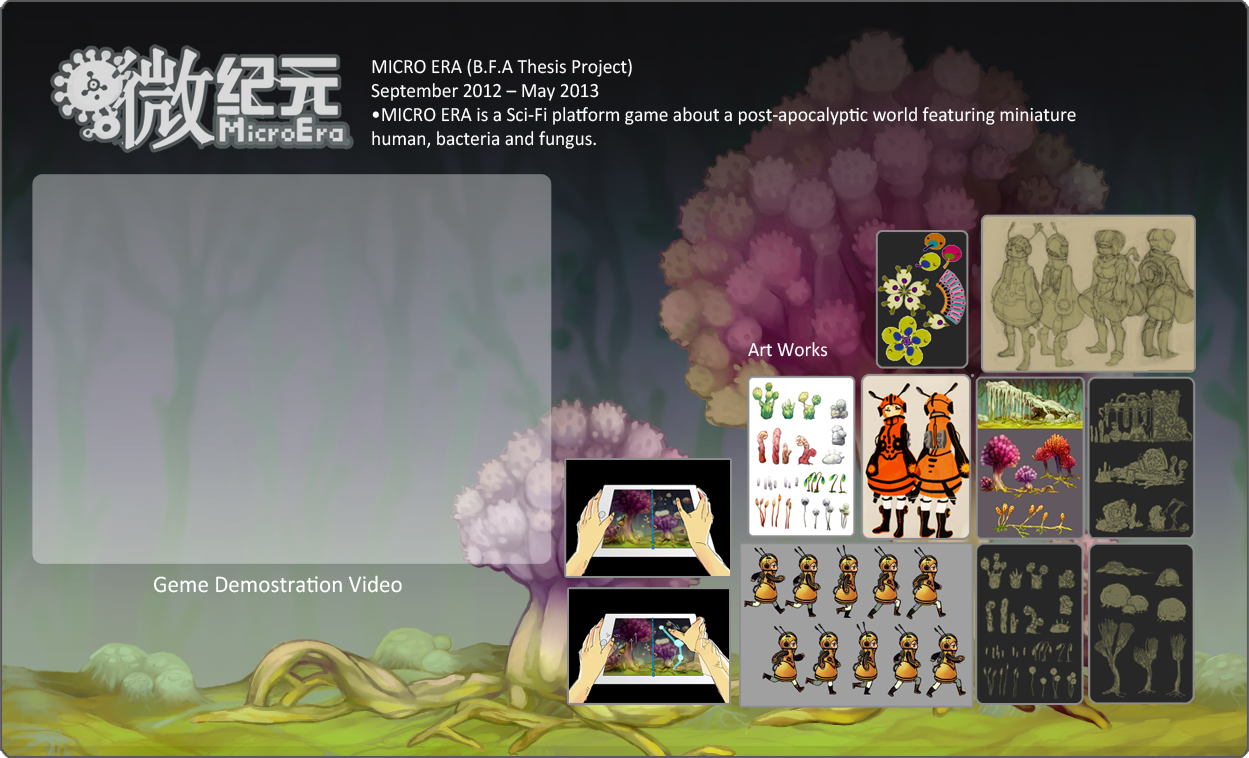 微纪元
MicroEra
MICRO ERA (B.F.A Thesis Project)
September 2012 – May 2013
•MICRO ERA is a Sci-Fi platform game about a post-apocalyptic world featuring miniature
human, bacteria and fungus.
Art Works
Geme Demostration Video